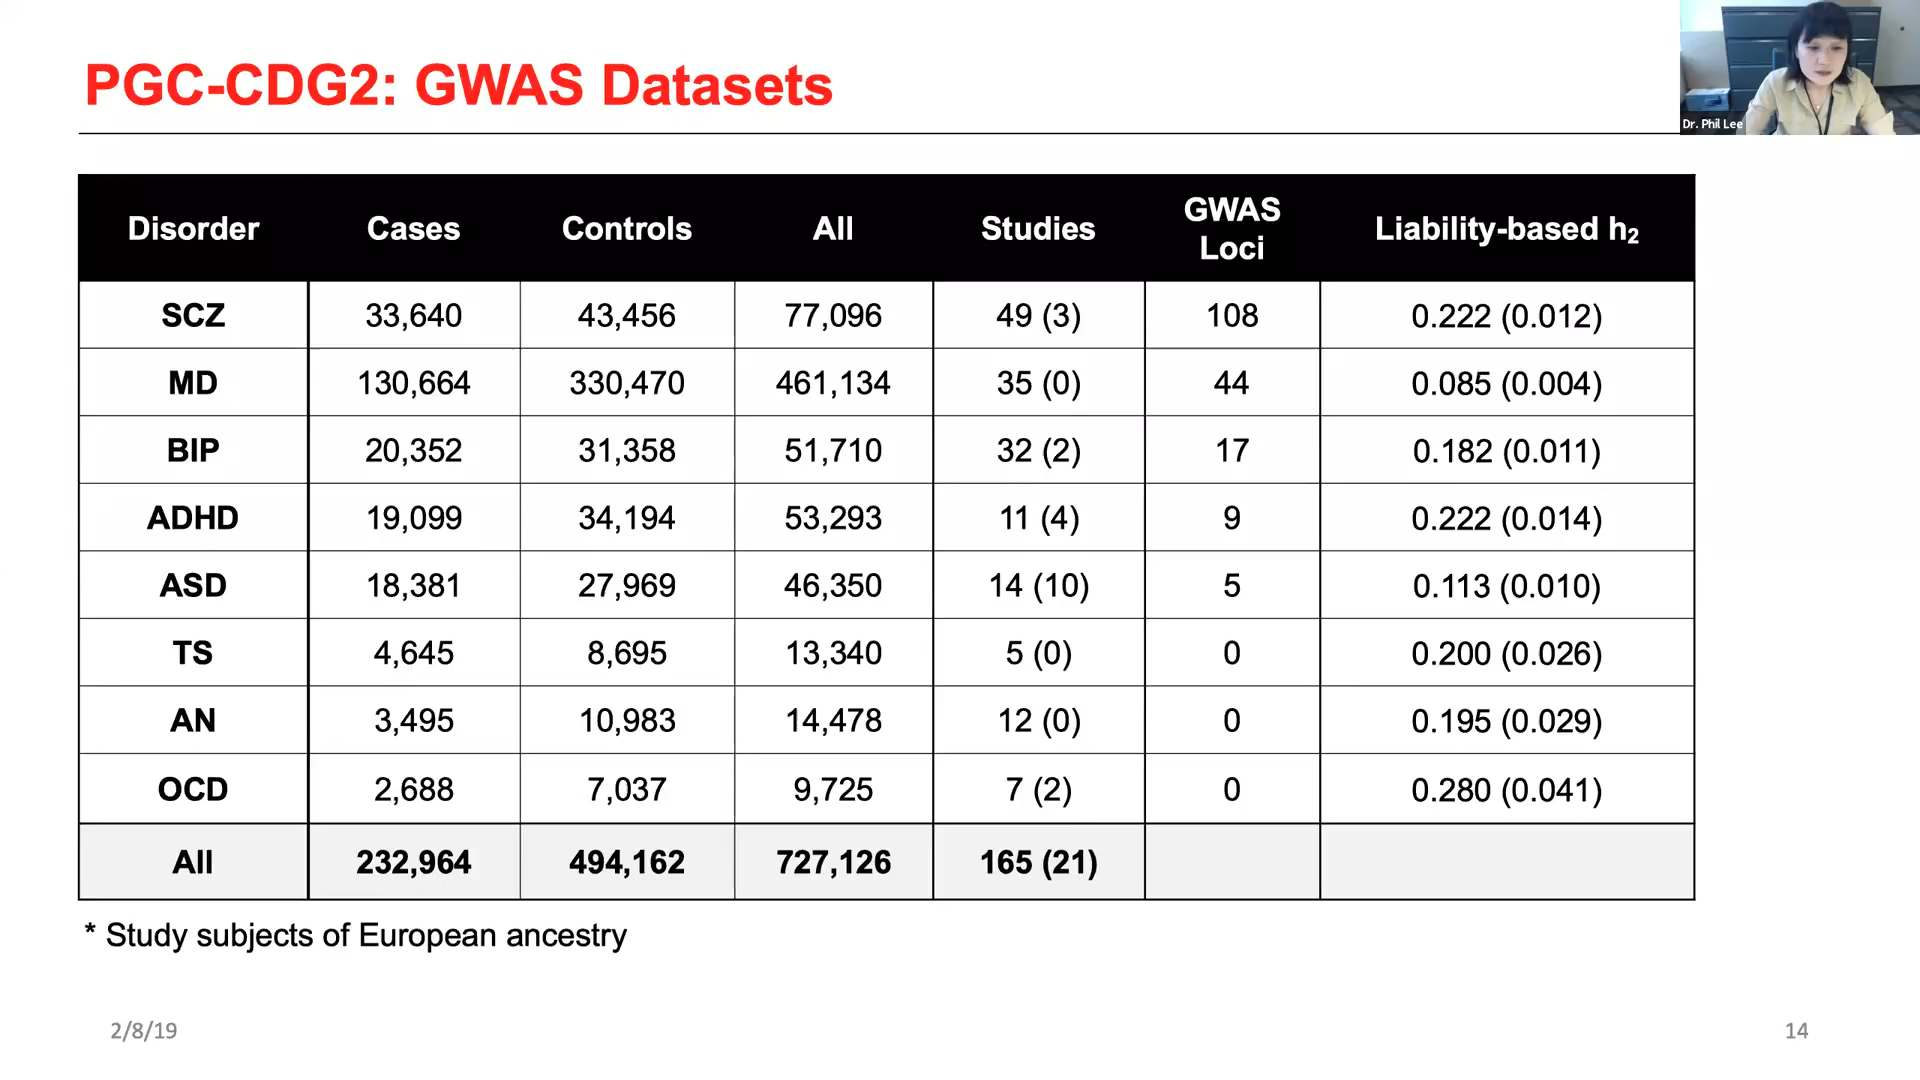 PGC-CDG2: GWAS Datasets
Dr. Phil Lee
Disorder Cases Controls All Studies GWAS Loci Liability-based h₂
SCZ 33,640 43,456 77,096 49 (3) 108 0.222 (0.012)
MD 130,664 330,470 461,134 35 (0) 44 0.085 (0.004)
BIP 20,352 31,358 51,710 32 (2) 17 0.182 (0.011)
ADHD 19,099 34,194 53,293 11 (4) 9 0.222 (0.014)
ASD 18,381 27,969 46,350 14 (10) 5 0.113 (0.010)
TS 4,645 8,695 13,340 5 (0) 0 0.200 (0.026)
AN 3,495 10,983 14,478 12 (0) 0 0.195 (0.029)
OCD 2,688 7,037 9,725 7 (2) 0 0.280 (0.041)
All 232,964 494,162 727,126 165 (21)
* Study subjects of European ancestry
2/8/19 14